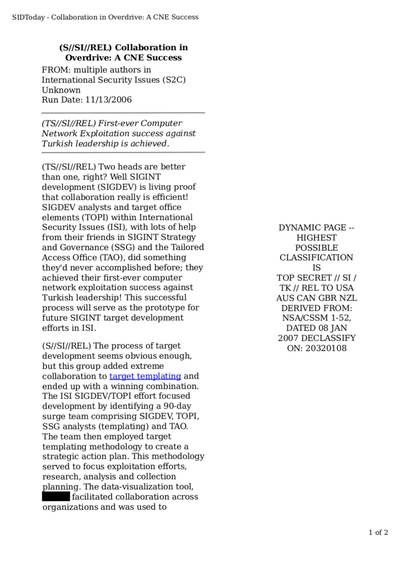 SIDToday - Collaboration in Overdrive: A CNE Success
(S//SI//REL) Collaboration in
Overdrive: A CNE Success
FROM: multiple authors in
International Security Issues (S2C)
Unknown
Run Date: 11/13/2006
(TS//SI//REL) First-ever Computer
Network Exploitation success against
Turkish leadership is achieved.
(TS//SI//REL) Two heads are better
than one, right? Well SIGINT
development (SIGDEV) is living proof
that collaboration really is efficient!
SIGDEV analysts and target office
elements (TOPI) within International
Security Issues (ISI), with lots of help
from their friends in SIGINT Strategy
and Governance (SSG) and the Tailored
Access Office (TAO), did something
they'd never accomplished before; they
achieved their first-ever computer
network exploitation success against
Turkish leadership! This successful
process will serve as the prototype for
future SIGINT target development
efforts in ISI.
(S//SI//REL) The process of target
development seems obvious enough,
but this group added extreme
collaboration to target templating and
ended up with a winning combination.
The ISI SIGDEV/TOPI effort focused
development by identifying a 90-day
surge team comprising SIGDEV, TOPI,
SSG analysts (templating) and TAO.
The team then employed target
templating methodology to create a
strategic action plan. This methodology
served to focus exploitation efforts,
research, analysis and collection
planning. The data-visualization tool,
facilitated collaboration across
organizations and was used to
DYNAMIC PAGE --
HIGHEST
POSSIBLE
CLASSIFICATION
IS
TOP SECRET // SI /
TK // REL TO USA
AUS CAN GBR NZL
DERIVED FROM:
NSA/CSSM 1-52,
DATED 08 JAN
2007 DECLASSIFY
ON: 20320108
1 of 2